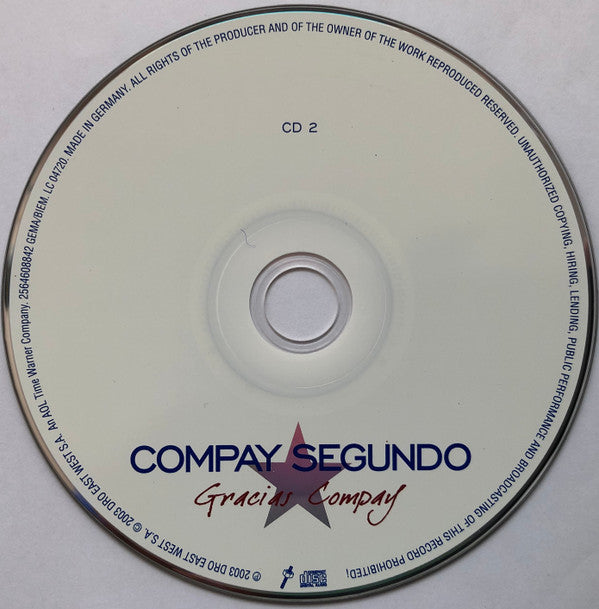 CD 2
COMPAY SEGUNDO
Gracias Compay
℗ 2003 DRO EAST WEST S.A. © 2003 DRO EAST WEST S.A. An AOL Time Warner Company. 2564608842 GEMA/BIEM. LC 04720. MADE IN GERMANY. ALL RIGHTS OF THE PRODUCER AND OF THE OWNER OF THE WORK REPRODUCED RESERVED. UNAUTHORIZED COPYING, HIRING, LENDING, PUBLIC PERFORMANCE AND BROADCASTING OF THIS RECORD PROHIBITED¡